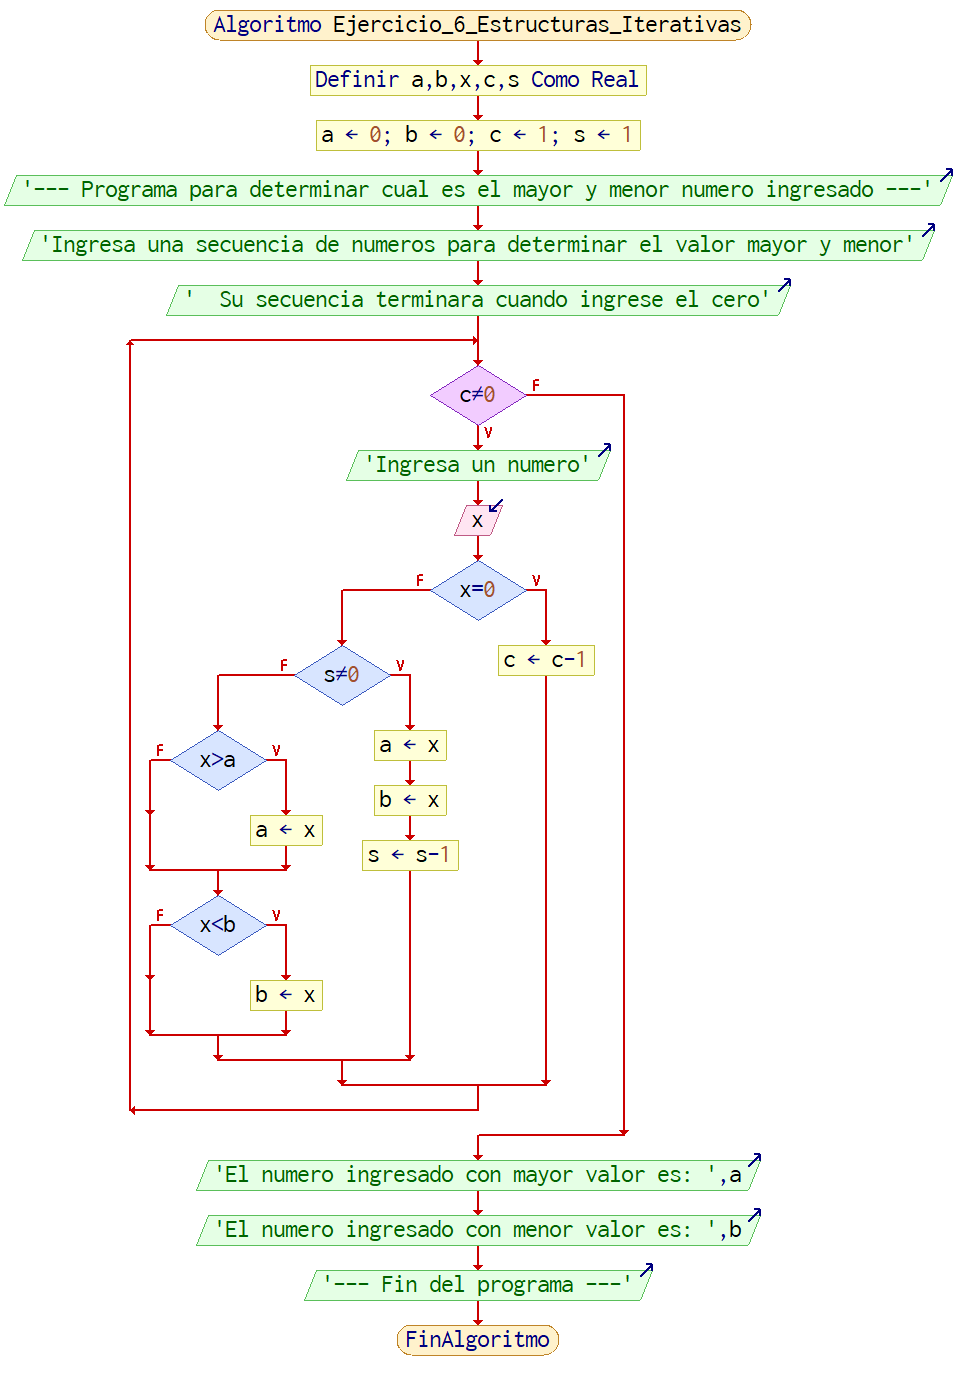 Algoritmo Ejercicio_6_Estructuras_Iterativas
Definir a,b,x,c,s Como Real
a ← 0; b ← 0; c ← 1; s ← 1
'--- Programa para determinar cual es el mayor y menor numero ingresado ---'
'Ingresa una secuencia de numeros para determinar el valor mayor y menor'
'  Su secuencia terminara cuando ingrese el cero'
c≠0
F
V
'Ingresa un numero'
x
F
x=0
V
c ← c-1
F
s≠0
V
a ← x
b ← x
s ← s-1
F
x>a
V
a ← x
F
x<b
V
b ← x
'El numero ingresado con mayor valor es: ',a
'El numero ingresado con menor valor es: ',b
'--- Fin del programa ---'
FinAlgoritmo